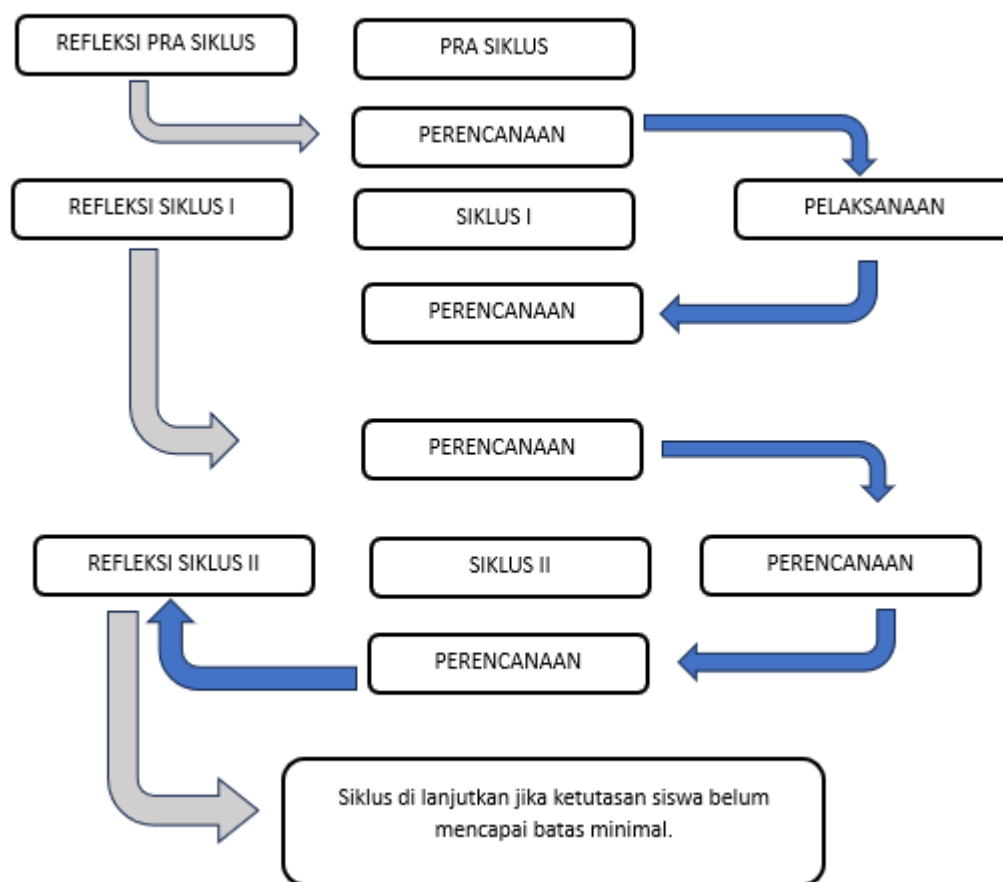 REFLEKSI PRA SIKLUS
PRA SIKLUS
PERENCANAAN
REFLEKSI SIKLUS I
SIKLUS I
PELAKSANAAN
PERENCANAAN
PERENCANAAN
REFLEKSI SIKLUS II
SIKLUS II
PERENCANAAN
PERENCANAAN
Siklus di lanjutkan jika ketutasan siswa belum
mencapai batas minimal.